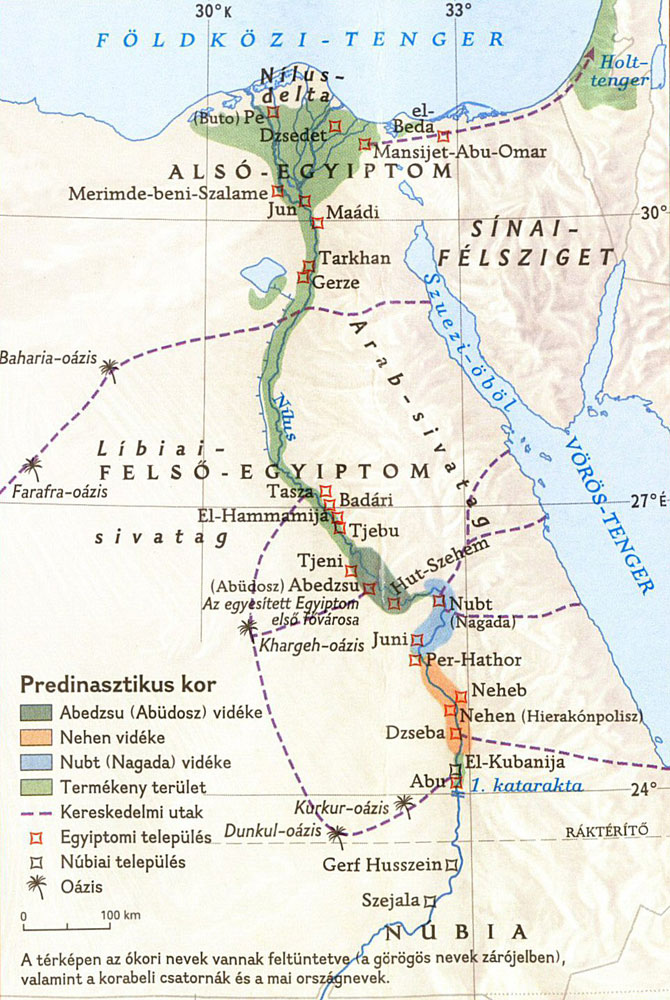 30°K
33°
FÖLDKÖZI-TENGER
Holt-
tenger
Nílus-
delta
(Buto) Pe
el-
Beda
Dzsedet
Mansijet-Abu-Omar
ALSÓ-EGYIPTOM
Merimde-beni-Szalame
Jun
Maádi
30°
SÍNAI-
FÉLSZIGET
Tarkhan
Gerze
Szuezi-öböl
Arab-sivatag
Baharia-oázis
Nílus
VÖRÖS-TENGER
Líbiai-
FELSŐ-EGYIPTOM
Farafra-oázis
Tasza
Badári
27°É
El-Hammamija
sivatag
Tjebu
Tjeni
Hut-Szehem
(Abüdosz) Abedzsu
Az egyesített Egyiptom
első fővárosa
Nubt
(Nagada)
Khargeh-oázis
Juni
Per-Hathor
Predinasztikus kor
Neheb
Abedzsu (Abüdosz) vidéke
Nehen (Hierakónpolisz)
Nehen vidéke
Dzseba
Nubt (Nagada) vidéke
El-Kubanija
Termékeny terület
Abu
1. katarakta
24°
Kereskedelmi utak
Kurkur-oázis
Egyiptomi település
Dunkul-oázis
RÁKTÉRÍTŐ
Núbiai település
Gerf Husszein
Oázis
Szejala
0 100 km
NÚBIA
A térképen az ókori nevek vannak feltüntetve (a görögös nevek zárójelben),
valamint a korabeli csatornák és a mai országnevek.